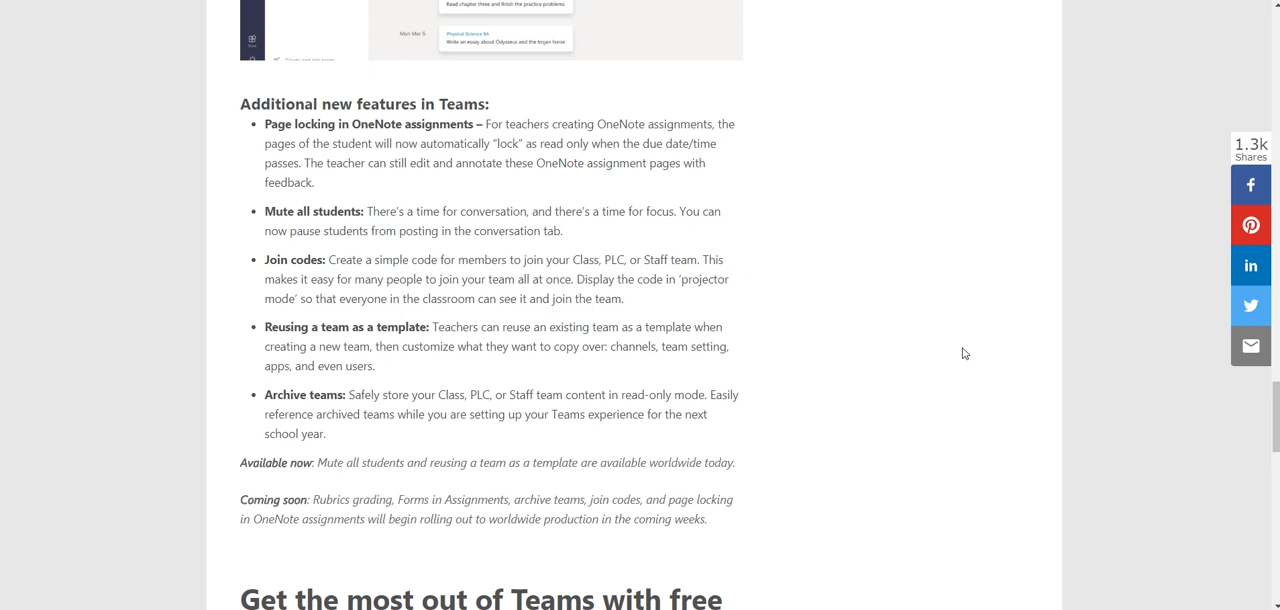 Read chapter three and finish the practice problems
Mon Mar 5
Physical Science 9A
Write an essay about Odysseus and the trojan horse
Store
Create and join teams
Additional new features in Teams:
• Page locking in OneNote assignments – For teachers creating OneNote assignments, the
pages of the student will now automatically "lock" as read only when the due date/time
passes. The teacher can still edit and annotate these OneNote assignment pages with
feedback.
• Mute all students: There's a time for conversation, and there's a time for focus. You can
now pause students from posting in the conversation tab.
• Join codes: Create a simple code for members to join your Class, PLC, or Staff team. This
makes it easy for many people to join your team all at once. Display the code in 'projector
mode' so that everyone in the classroom can see it and join the team.
• Reusing a team as a template: Teachers can reuse an existing team as a template when
creating a new team, then customize what they want to copy over: channels, team setting,
apps, and even users.
• Archive teams: Safely store your Class, PLC, or Staff team content in read-only mode. Easily
reference archived teams while you are setting up your Teams experience for the next
school year.
Available now: Mute all students and reusing a team as a template are available worldwide today.
Coming soon: Rubrics grading, Forms in Assignments, archive teams, join codes, and page locking
in OneNote assignments will begin rolling out to worldwide production in the coming weeks.
Get the most out of Teams with free
1.3k
Shares